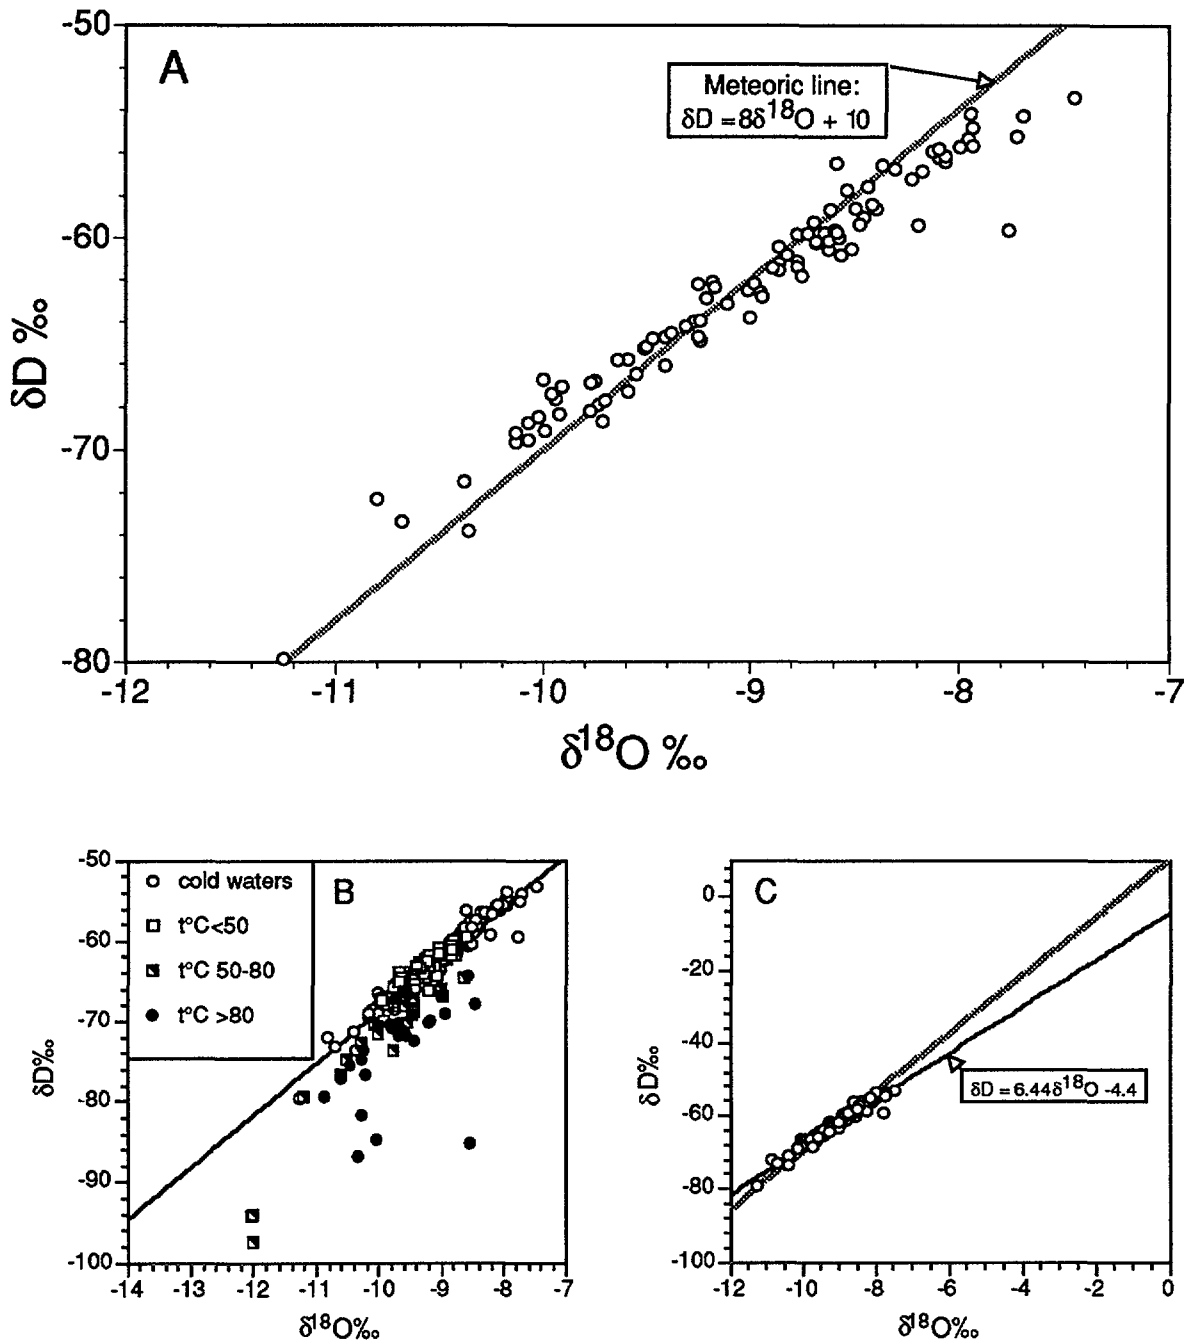 A
Meteoric line:
δD = 8δ¹⁸O + 10
-50
-60
-70
-80
δD ‰
-12 -11 -10 -9 -8 -7
δ¹⁸O ‰
B
cold waters
t°C<50
t°C 50-80
t°C >80
-50
-60
-70
-80
-90
-100
δD‰
-14 -13 -12 -11 -10 -9 -8 -7
δ¹⁸O‰
C
0
-20
-40
-60
-80
-100
δD‰
δD = 6.44δ¹⁸O -4.4
-12 -10 -8 -6 -4 -2 0
δ¹⁸O‰